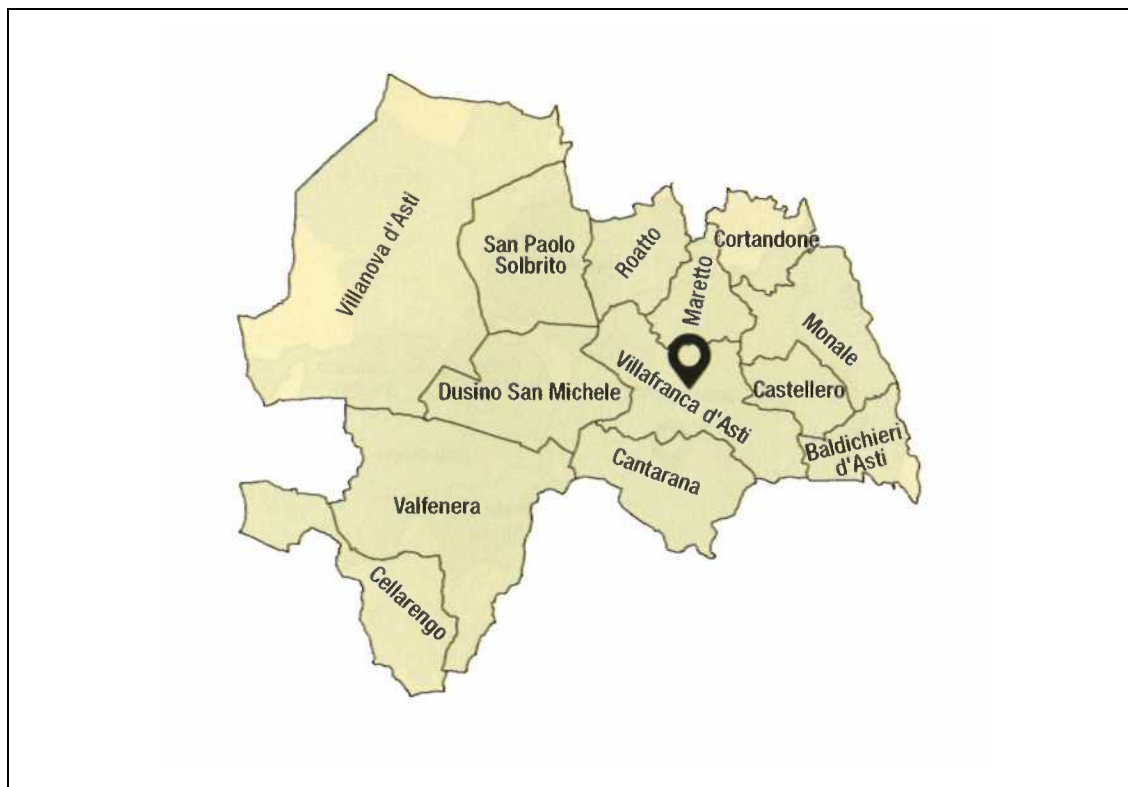 Villanova d'Asti
San Paolo
Solbrito
Roatto
Maretto
Cortandone
Monale
Dusino San Michele
Villafranca d'Asti
Castellero
Baldichieri
d'Asti
Cantarana
Valfenera
Cellarengo